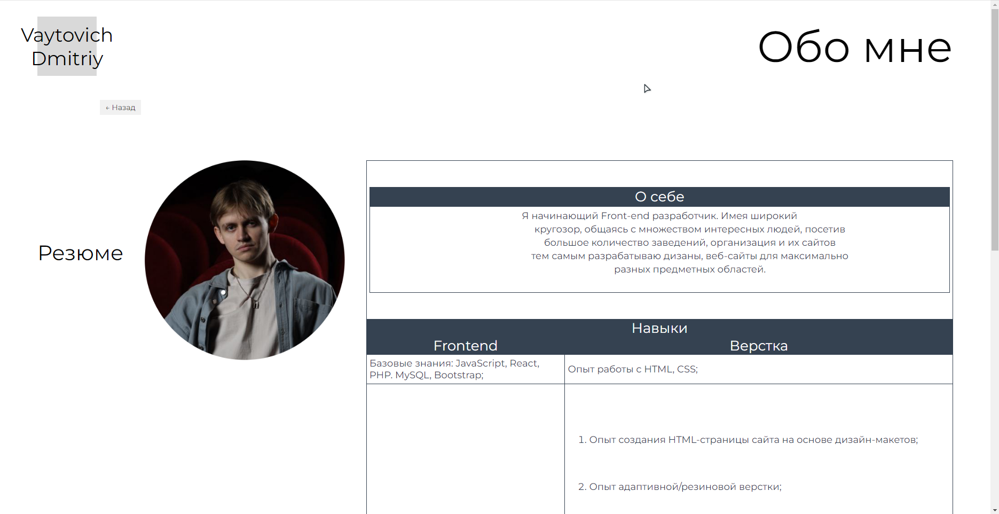 Vaytovich
Dmitriy
Обо мне
← Назад
Резюме
О себе
Я начинающий Front-end разработчик. Имея широкий
кругозор, общаясь с множеством интересных людей, посетив
большое количество заведений, организация и их сайтов
тем самым разрабатываю дизаны, веб-сайты для максимально
разных предметных областей.
Навыки
Frontend
Верстка
Базовые знания: JavaScript, React,
PHP. MySQL, Bootstrap;
Опыт работы с HTML, CSS;
1. Опыт создания HTML-страницы сайта на основе дизайн-макетов;
2. Опыт адаптивной/резиновой верстки;